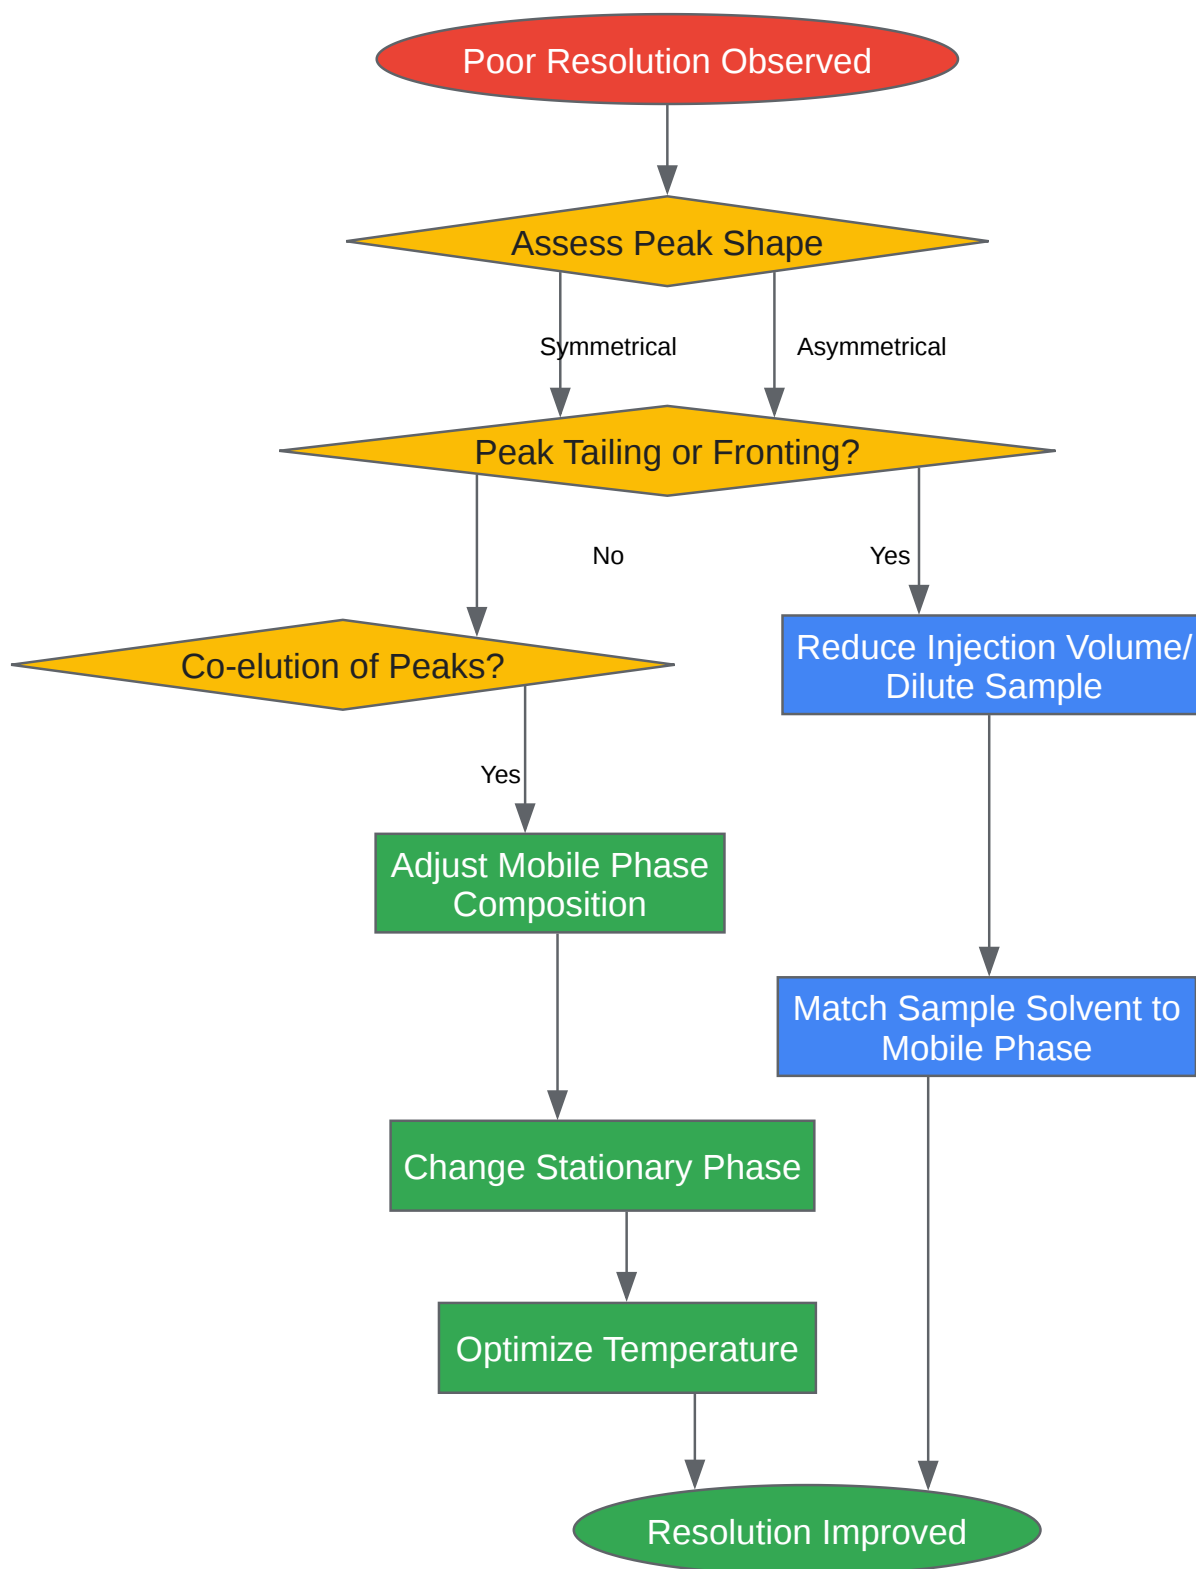 Poor Resolution Observed
Assess Peak Shape
Symmetrical
Asymmetrical
Peak Tailing or Fronting?
No
Yes
Co-elution of Peaks?
Reduce Injection Volume/
Dilute Sample
Yes
Adjust Mobile Phase
Composition
Match Sample Solvent to
Mobile Phase
Change Stationary Phase
Optimize Temperature
Resolution Improved